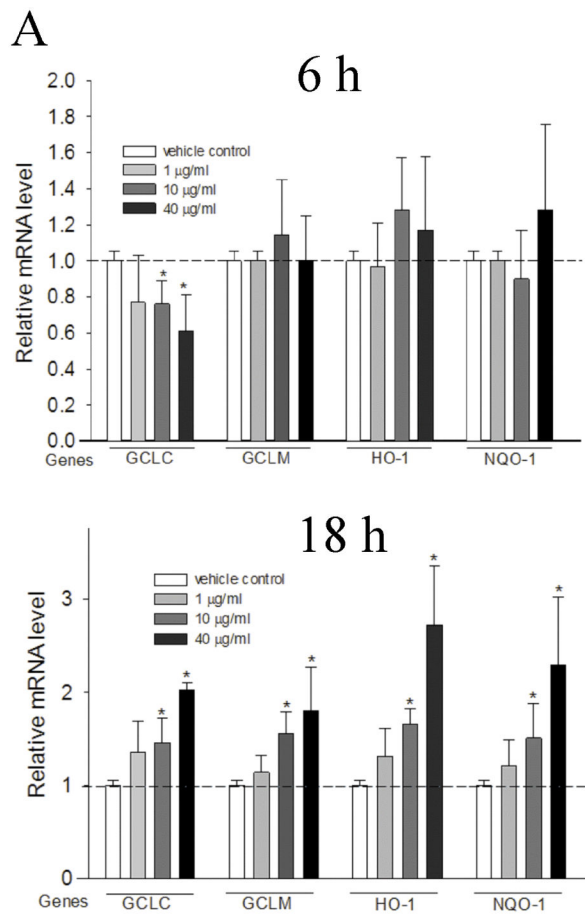 A
6 h
2.0
1.8
1.6
1.4
1.2
1.0
0.8
0.6
0.4
0.2
0.0
Relative mRNA level
vehicle control
1 µg/ml
10 µg/ml
40 µg/ml
* *
Genes GCLC GCLM HO-1 NQO-1
18 h
3
2
1
0
Relative mRNA level
vehicle control
1 µg/ml
10 µg/ml
40 µg/ml
* * * * * * * *
Genes GCLC GCLM HO-1 NQO-1